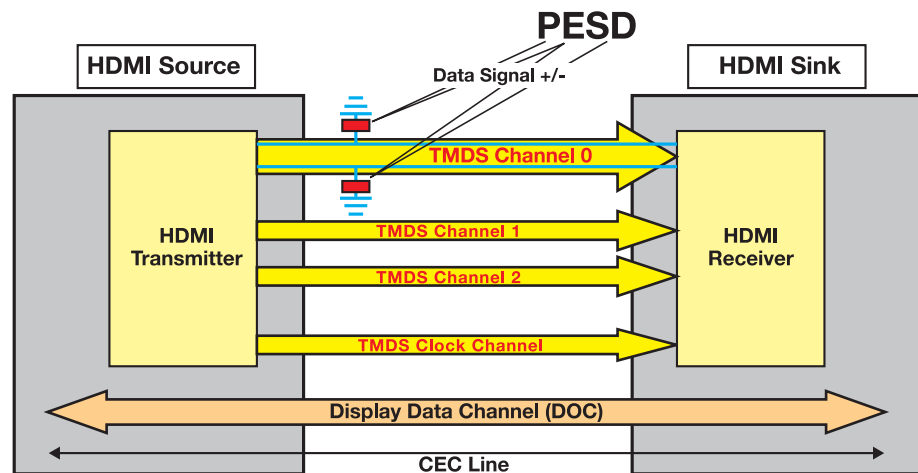 PESD
HDMI Source
Data Signal +/-
HDMI Sink
TMDS Channel 0
HDMI
Transmitter
TMDS Channel 1
HDMI
Receiver
TMDS Channel 2
TMDS Clock Channel
Display Data Channel (DOC)
CEC Line